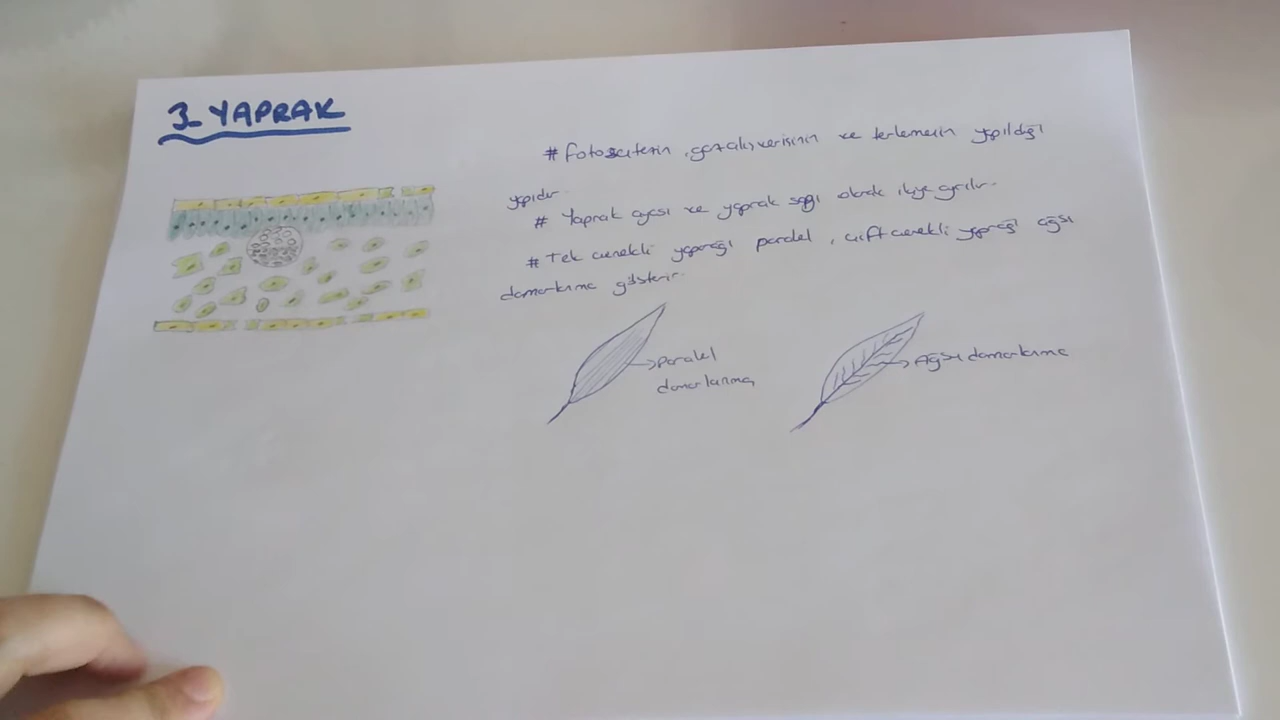 3_ YAPRAK
# Fotosentezin, gaz alışverişinin ve terlemenin yapıldığı
yapıdır.
# Yaprak ayası ve yaprak sapı olarak ikiye ayrılır.
# Tek çenekli yaprağı paralel, çift çenekli yaprağı ağsı
damarlanma gösterir.
Paralel
damarlanma
Ağsı damarlanma